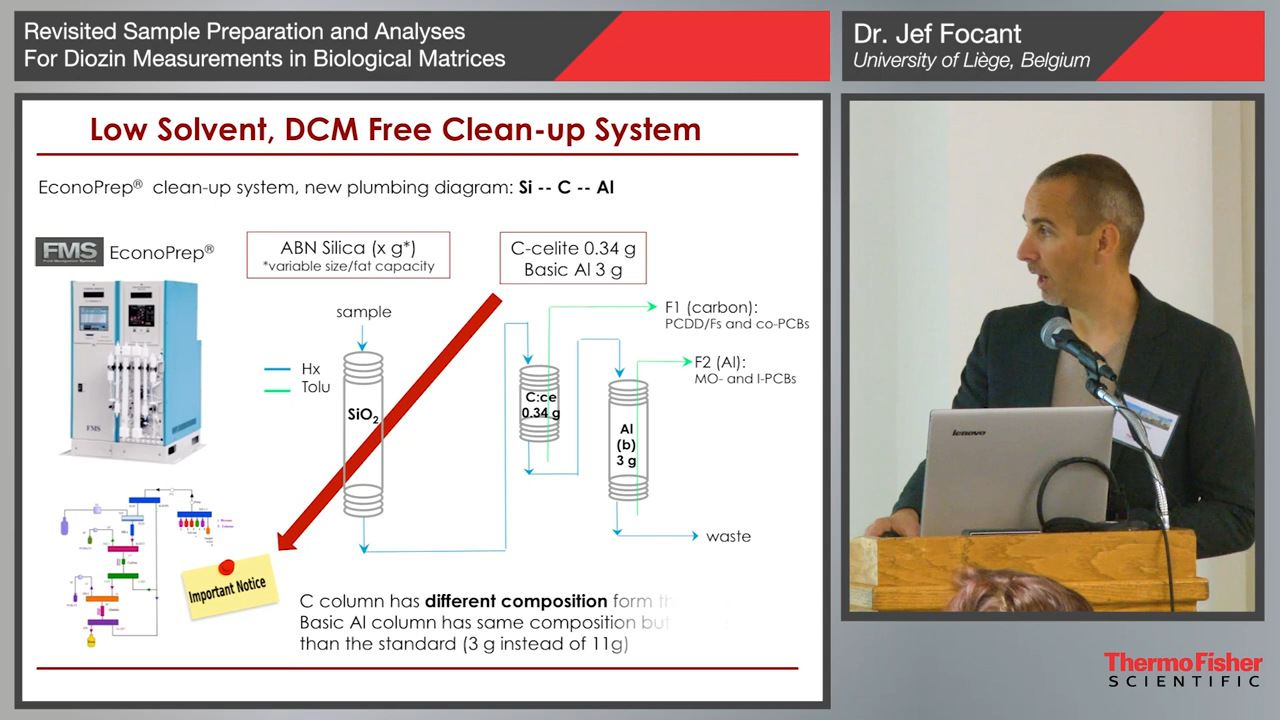 Revisited Sample Preparation and Analyses
For Diozin Measurements in Biological Matrices
Dr. Jef Focant
University of Liège, Belgium
Low Solvent, DCM Free Clean-up System
EconoPrep® clean-up system, new plumbing diagram: Si -- C -- Al
FMS
EconoPrep®
ABN Silica (x g*)
*variable size/fat capacity
C-celite 0.34 g
Basic Al 3 g
sample
F1 (carbon):
PCDD/Fs and co-PCBs
F2 (Al):
MO- and I-PCBs
Hx
Tolu
SiO2
C:ce
0.34 g
Al
(b)
3 g
FMS
waste
Important Notice
C column has different composition form th
Basic Al column has same composition but
than the standard (3 g instead of 11g)
lenovo
ThermoFisher
SCIENTIFIC